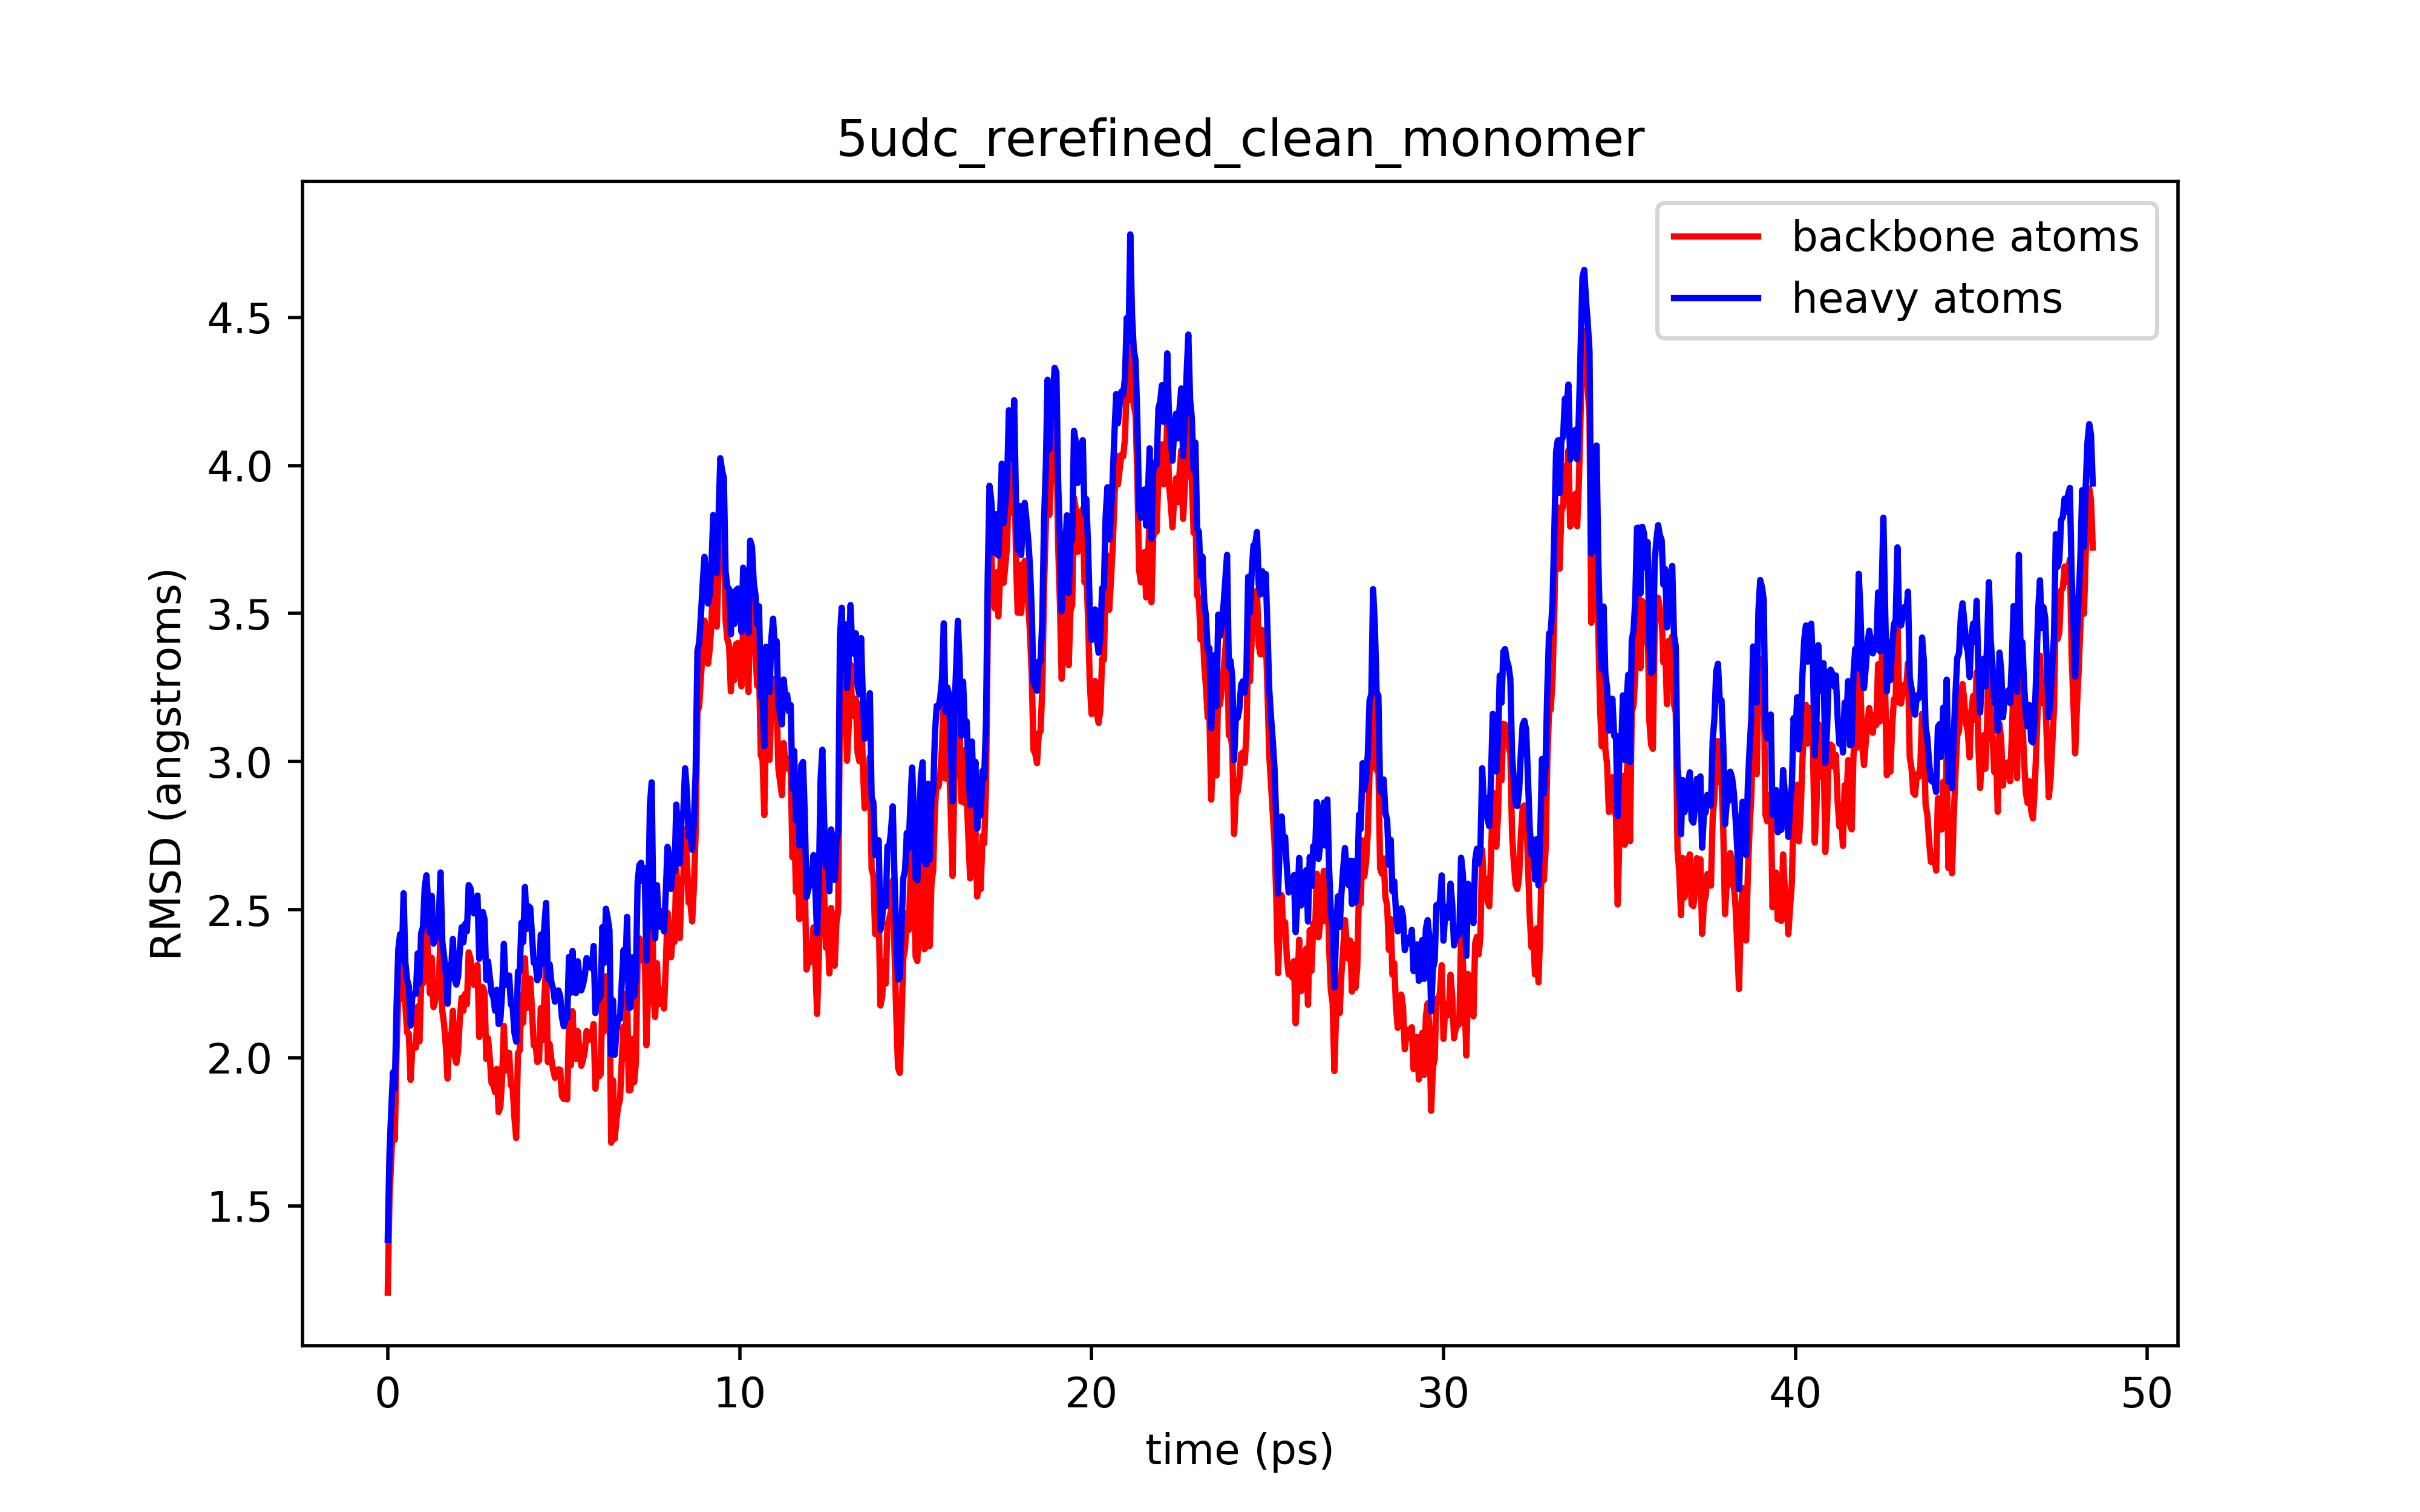 5udc_rerefined_clean_monomer
backbone atoms
heavy atoms
RMSD (angstroms)
4.5
4.0
3.5
3.0
2.5
2.0
1.5
0 10 20 30 40 50
time (ps)